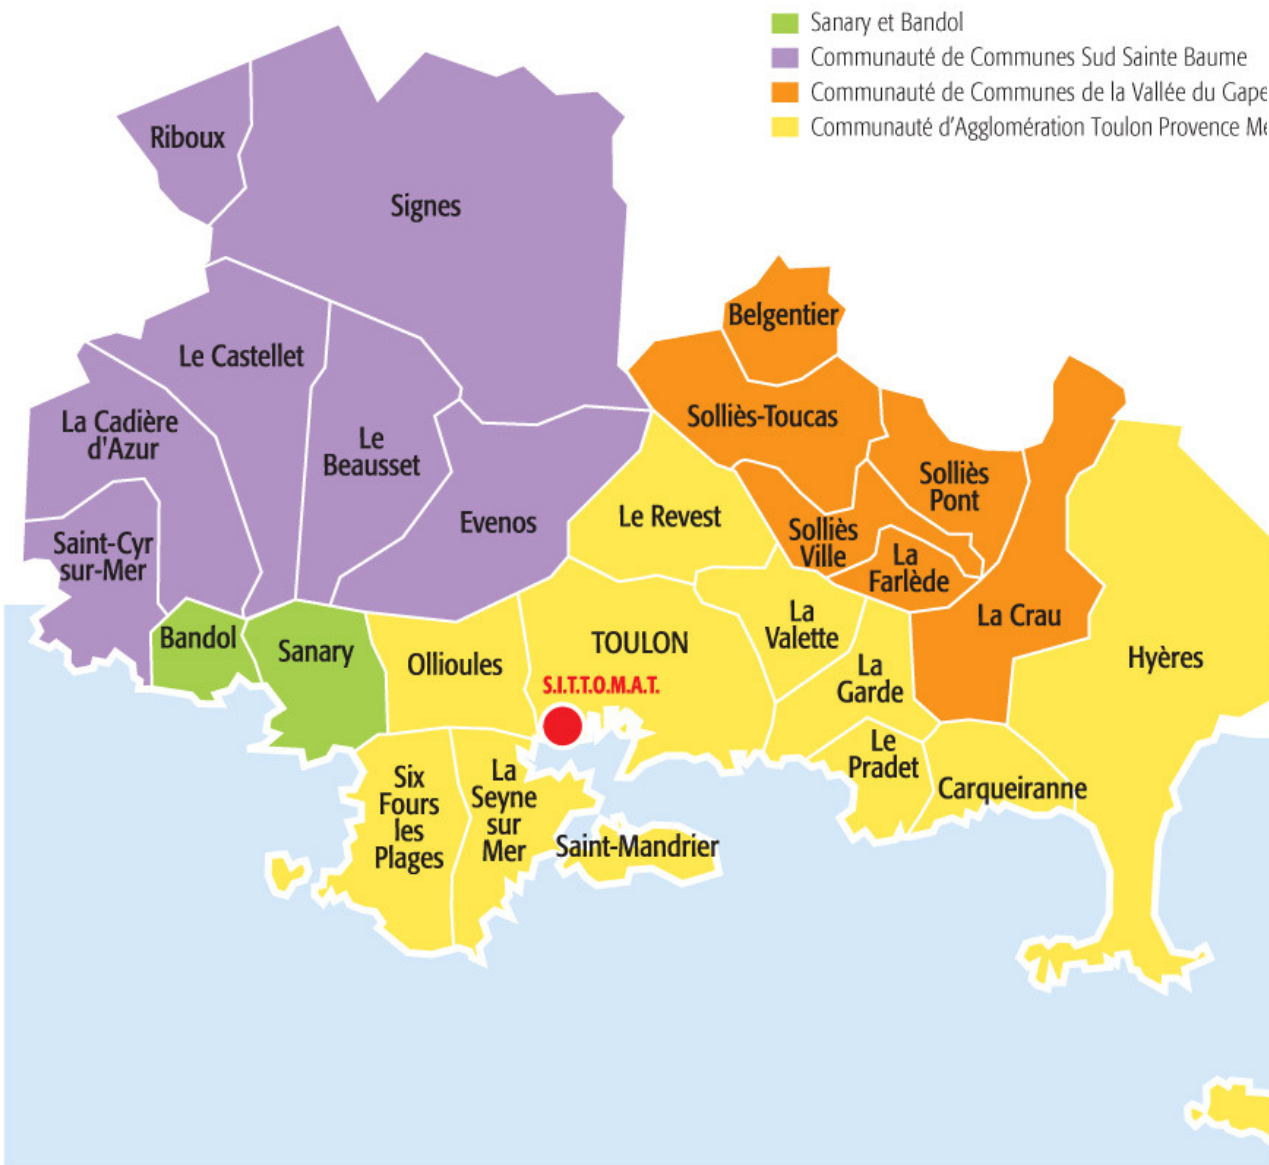 Sanary et Bandol
Communauté de Communes Sud Sainte Baume
Communauté de Communes de la Vallée du Gape
Communauté d'Agglomération Toulon Provence Me
Riboux
Signes
Belgentier
Le Castellet
La Cadière
d'Azur
Le
Beausset
Solliès-Toucas
Solliès
Pont
Evenos
Le Revest
Solliès
Ville
La
Farlède
Saint-Cyr
sur-Mer
La Crau
Bandol
Sanary
Ollioules
TOULON
La
Valette
La
Garde
Hyères
S.I.T.T.O.M.A.T.
Le
Pradet
Carqueiranne
Six
Fours
les
Plages
La
Seyne
sur
Mer
Saint-Mandrier